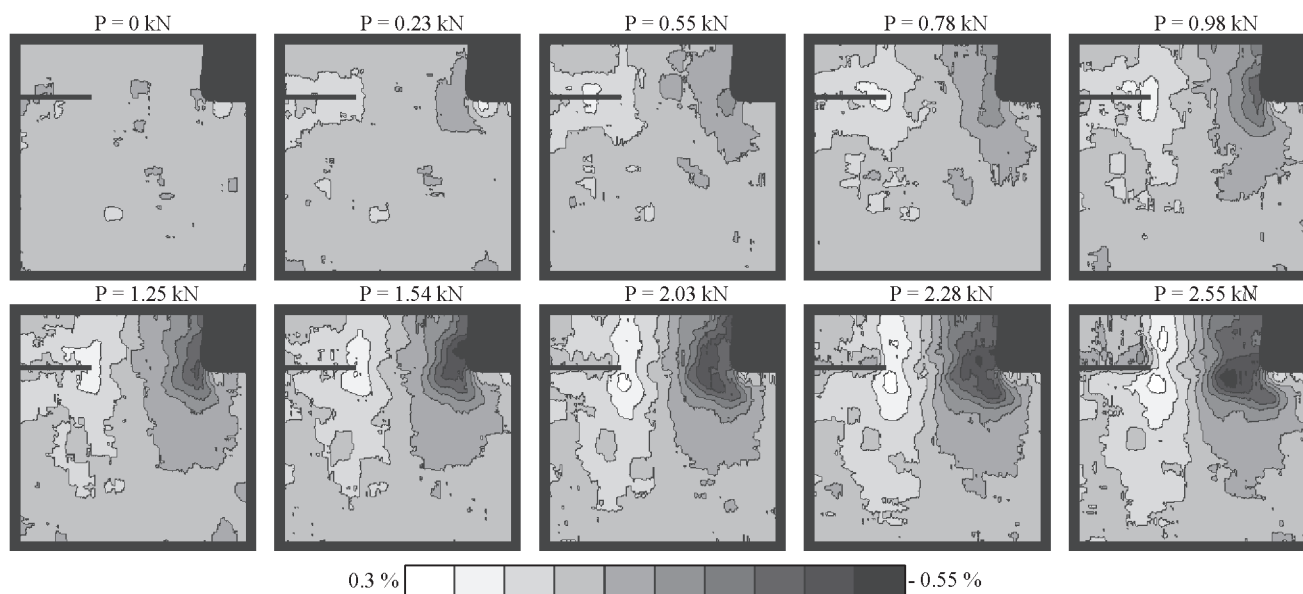 P = 0 kN P = 0.23 kN P = 0.55 kN P = 0.78 kN P = 0.98 kN
P = 1.25 kN P = 1.54 kN P = 2.03 kN P = 2.28 kN P = 2.55 kN
0.3 % - 0.55 %